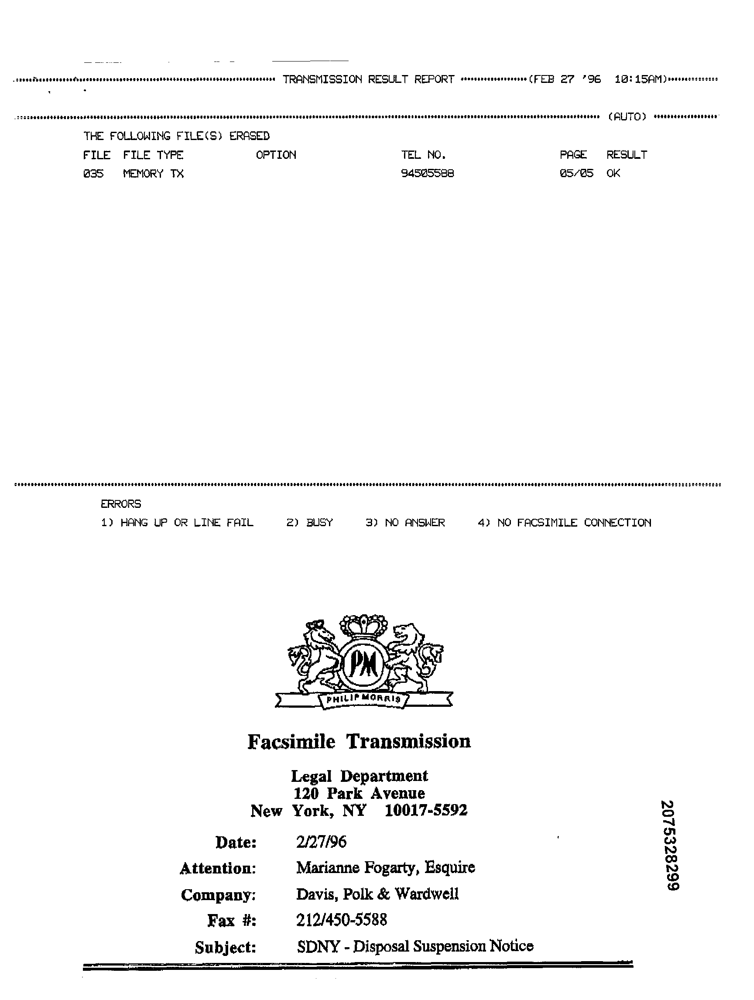 TRANSMISSION RESULT REPORT (FEB 27 '96 10:15AM)
(AUTO)
THE FOLLOWING FILE(S) ERASED
FILE FILE TYPE OPTION TEL NO. PAGE RESULT
035 MEMORY TX 94505588 05/05 OK
ERRORS
1) HANG UP OR LINE FAIL 2) BUSY 3) NO ANSWER 4) NO FACSIMILE CONNECTION
PM
PHILIP MORRIS
Facsimile Transmission
Legal Department
120 Park Avenue
New York, NY 10017-5592
Date: 2/27/96
Attention: Marianne Fogarty, Esquire
Company: Davis, Polk & Wardwell
Fax #: 212/450-5588
Subject: SDNY - Disposal Suspension Notice
2075328299